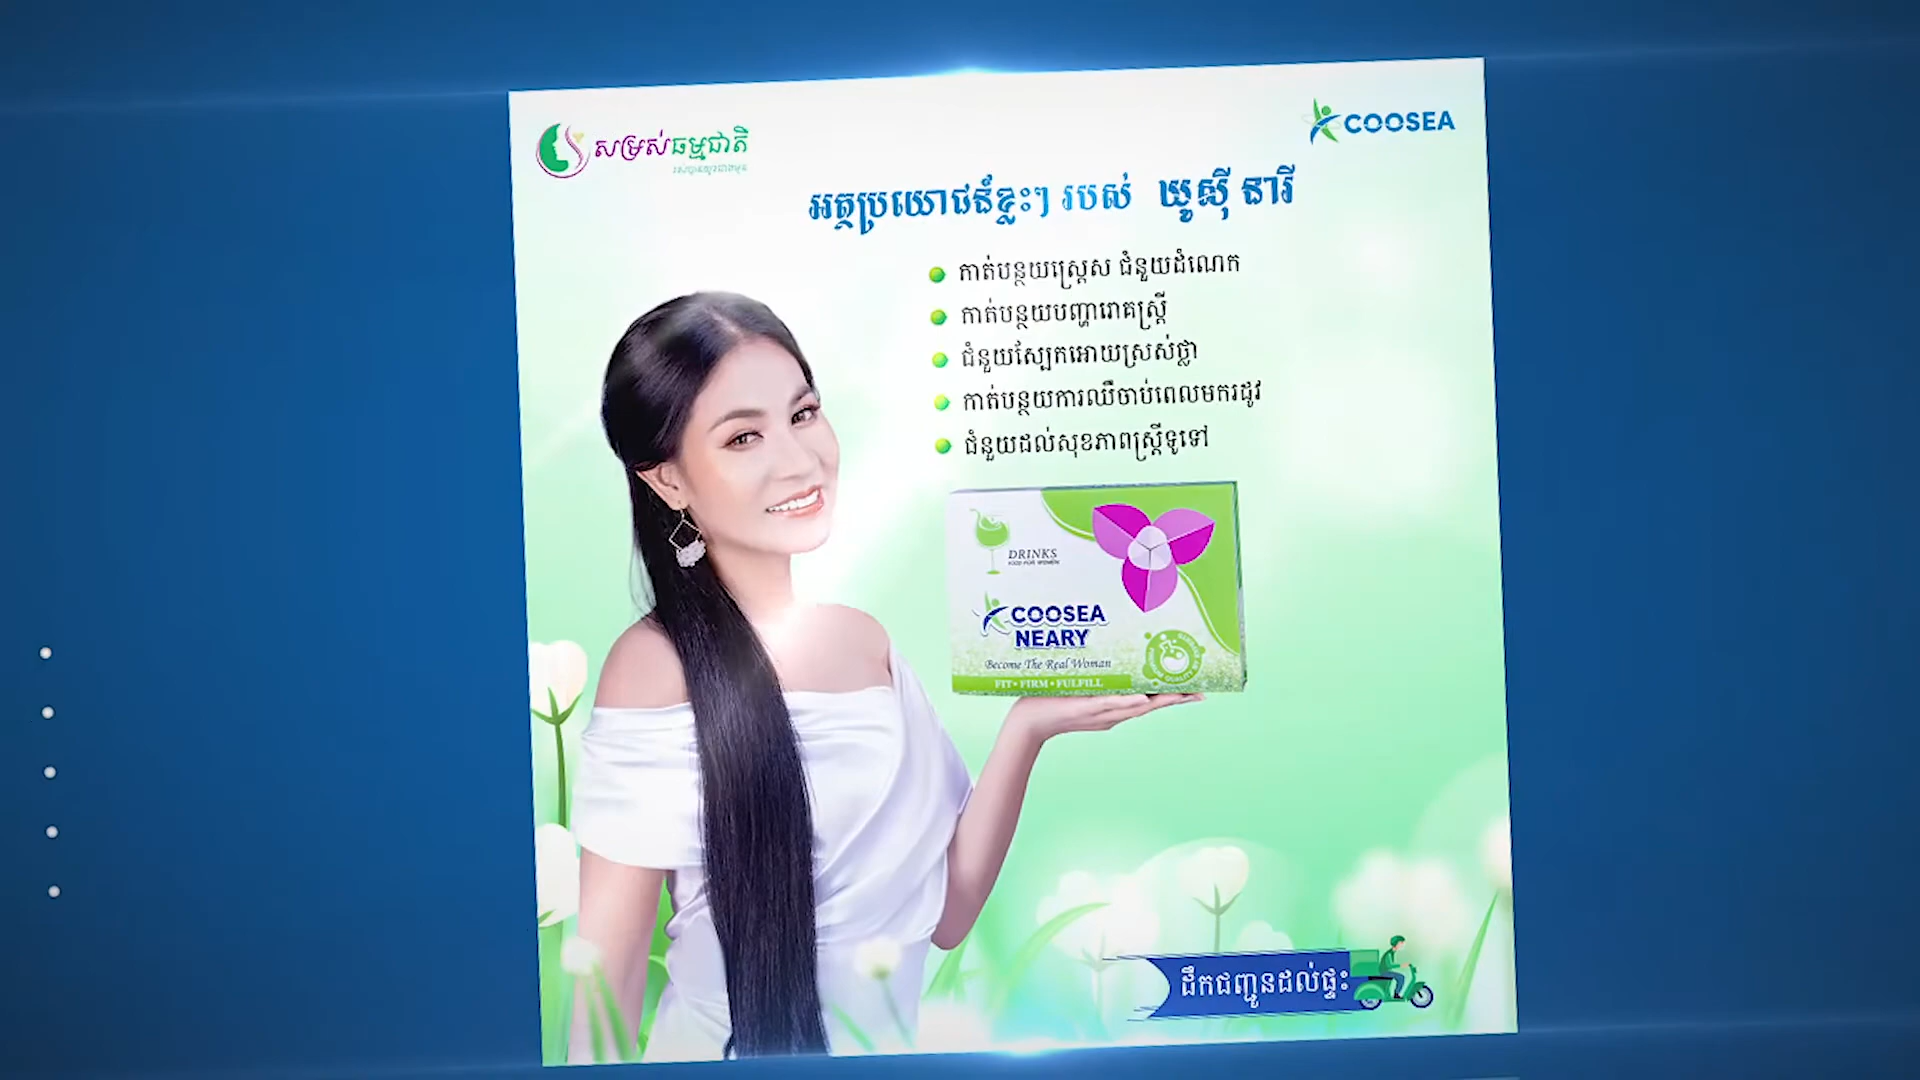 សម្រស់ធម្មជាតិ
COOSEA
អត្ថប្រយោជន៍ខ្លះៗ របស់ ឃូស៊ី នារី
កាត់បន្ថយស្ត្រេស ជំនួយដំណេក
កាត់បន្ថយបញ្ហារោគស្ត្រី
ជំនួយស្បែកអោយស្រស់ថ្លា
កាត់បន្ថយការឈឺចាប់ពេលមករដូវ
ជំនួយដល់សុខភាពស្ត្រីទូទៅ
DRINKS
FOOD FOR WOMEN
COOSEA
NEARY
Become The Real Woman
FIT • FIRM • FULFILL
ដឹកជញ្ជូនដល់ផ្ទះ